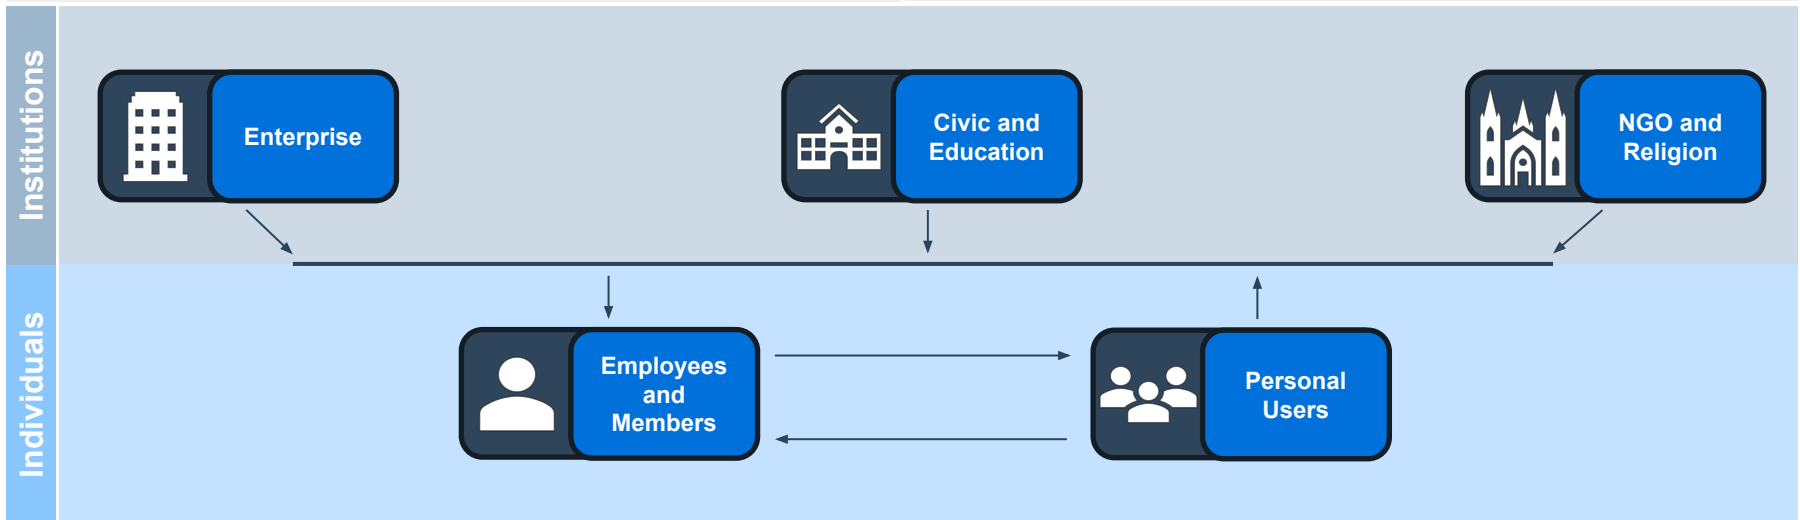 Institutions
Enterprise
Civic and
Education
NGO and
Religion
Individuals
Employees
and
Members
Personal
Users